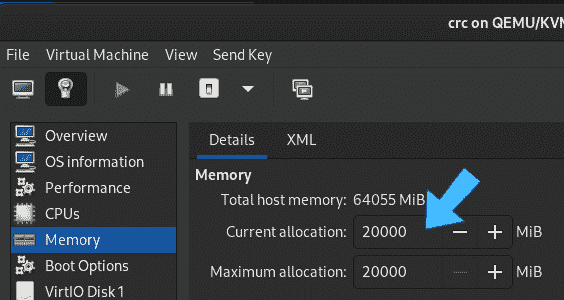 crc on QEMU/KVM
File Virtual Machine View Send Key
Overview
OS information
Performance
CPUs
Memory
Boot Options
VirtIO Disk 1
Details XML
Memory
Total host memory: 64055 MiB
Current allocation: 20000 MiB
Maximum allocation: 20000 MiB